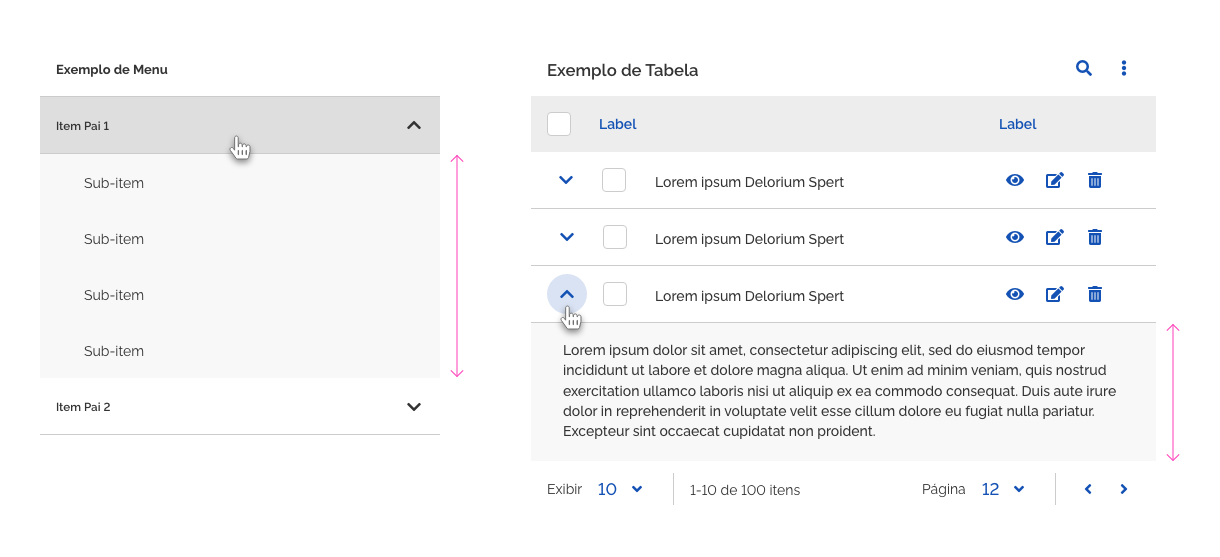 Exemplo de Menu
Item Pai 1
Sub-item
Sub-item
Sub-item
Sub-item
Item Pai 2
Exemplo de Tabela
Label Label
Lorem ipsum Delorium Spert
Lorem ipsum Delorium Spert
Lorem ipsum Delorium Spert
Lorem ipsum dolor sit amet, consectetur adipiscing elit, sed do eiusmod tempor
incididunt ut labore et dolore magna aliqua. Ut enim ad minim veniam, quis nostrud
exercitation ullamco laboris nisi ut aliquip ex ea commodo consequat. Duis aute irure
dolor in reprehenderit in voluptate velit esse cillum dolore eu fugiat nulla pariatur.
Excepteur sint occaecat cupidatat non proident.
Exibir 10 1-10 de 100 itens Página 12